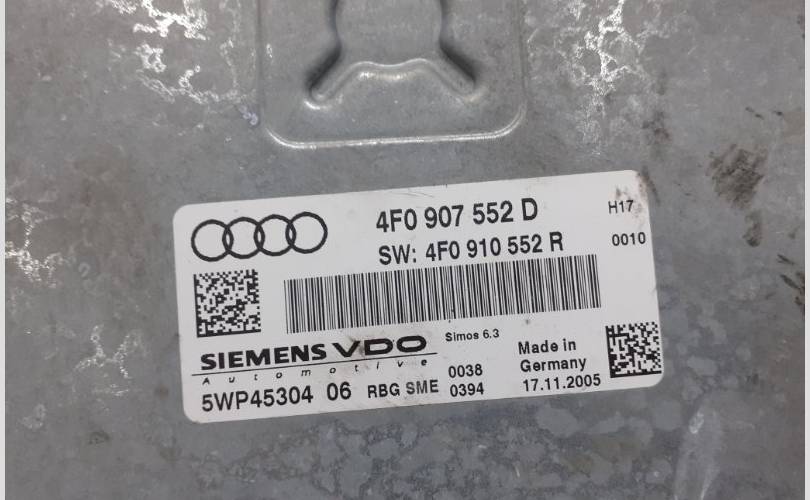 4F0 907 552 D H17
SW: 4F0 910 552 R 0010
SIEMENS VDO Simos 6.3
Automotive
5WP45304 06 RBG SME
0038
0394
Made in
Germany
17.11.2005